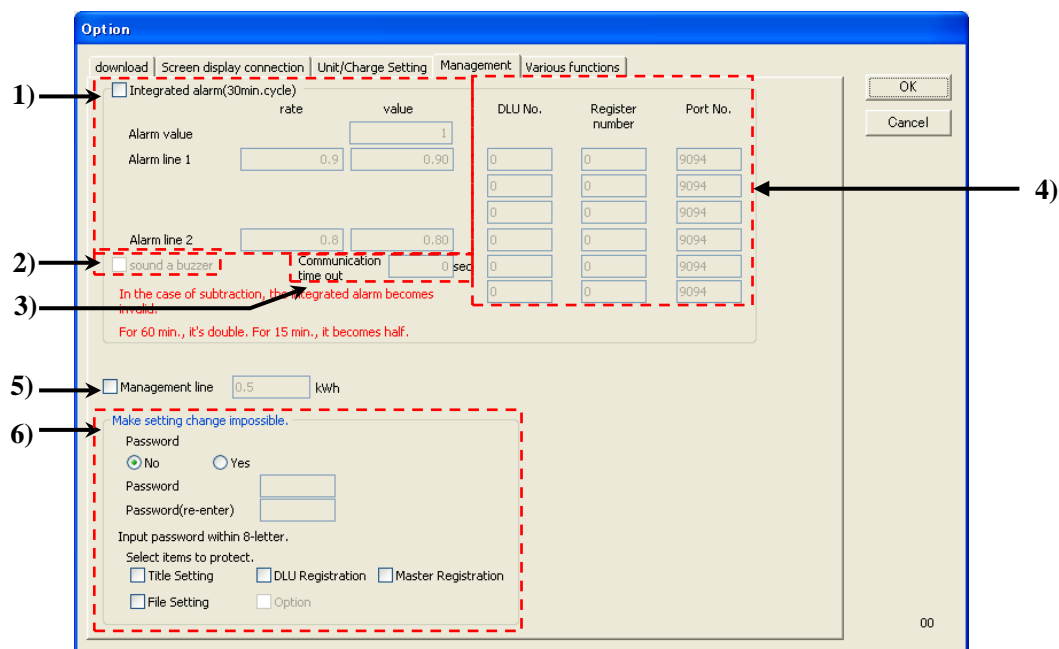 Option
download Screen display connection Unit/Charge Setting Management Various functions
OK
Cancel
1)
Integrated alarm(30min.cycle)
rate value DLU No. Register number Port No.
Alarm value 1
Alarm line 1 0.9 0.90 0 0 9094
0 0 9094
4)
0 0 9094
Alarm line 2 0.8 0.80 0 0 9094
2)
sound a buzzer Communication time out 0 sec 0 0 9094
3)
In the case of subtraction, the integrated alarm becomes 0 0 9094
invalid.
For 60 min., it's double. For 15 min., it becomes half.
5)
Management line 0.5 kWh
6)
Make setting change impossible.
Password
No Yes
Password
Password(re-enter)
Input password within 8-letter.
Select items to protect.
Title Setting DLU Registration Master Registration
File Setting Option
00